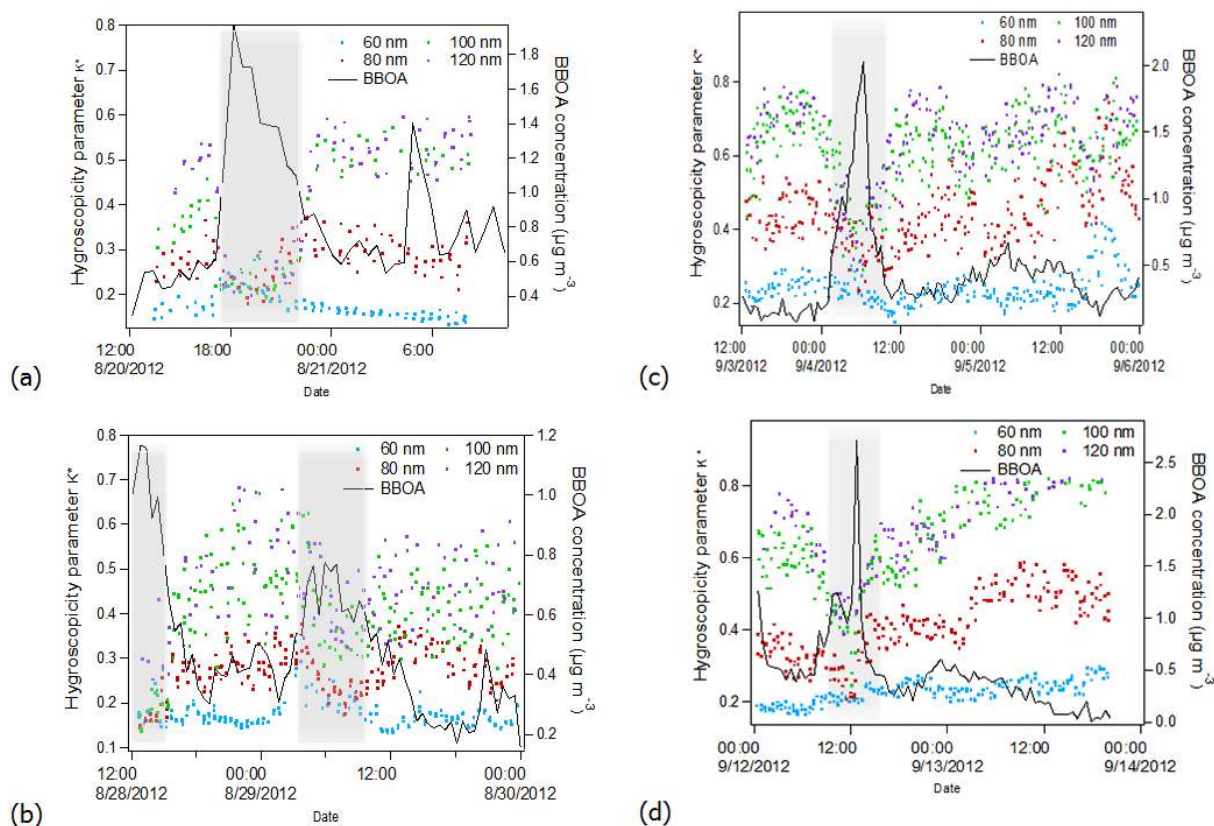 (a)
0.8
0.7
0.6
0.5
0.4
0.3
0.2
Hygroscopicity parameter κ*
60 nm 100 nm
80 nm 120 nm
BBOA
1.8
1.6
1.4
1.2
1.0
0.8
0.6
0.4
BBOA concentration (µg m-3)
12:00 18:00 00:00 6:00
8/20/2012 8/21/2012
Date
(b)
0.8
0.7
0.6
0.5
0.4
0.3
0.2
0.1
Hygroscopicity parameter κ*
60 nm 100 nm
80 nm 120 nm
BBOA
1.2
1.0
0.8
0.6
0.4
0.2
BBOA concentration (µg m-3)
12:00 00:00 12:00 00:00
8/28/2012 8/29/2012 8/30/2012
Date
(c)
0.8
0.6
0.4
0.2
Hygroscopicity parameter κ*
60 nm 100 nm
80 nm 120 nm
BBOA
2.0
1.5
1.0
0.5
BBOA concentration (µg m-3)
12:00 00:00 12:00 00:00 12:00 00:00
9/3/2012 9/4/2012 9/5/2012 9/6/2012
Date
(d)
0.8
0.6
0.4
0.2
Hygroscopicity parameter κ*
60 nm 100 nm
80 nm 120 nm
BBOA
2.5
2.0
1.5
1.0
0.5
0.0
BBOA concentration (µg m-3)
00:00 12:00 00:00 12:00 00:00
9/12/2012 9/13/2012 9/14/2012
Date